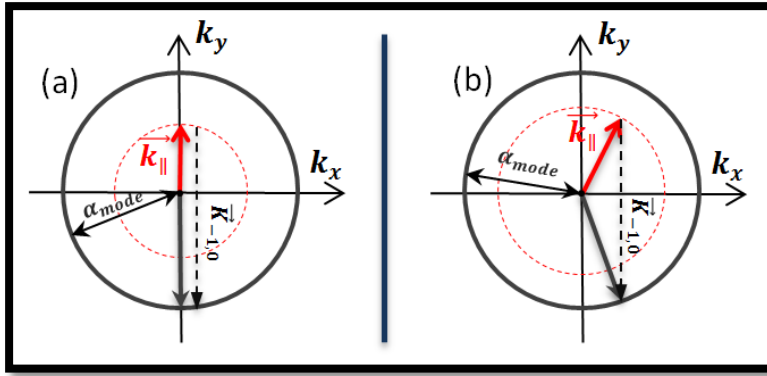 (a)
k_y
k_∥
k_x
α_mode
K_{-1,0}
(b)
k_y
k_∥
k_x
α_mode
K_{-1,0}